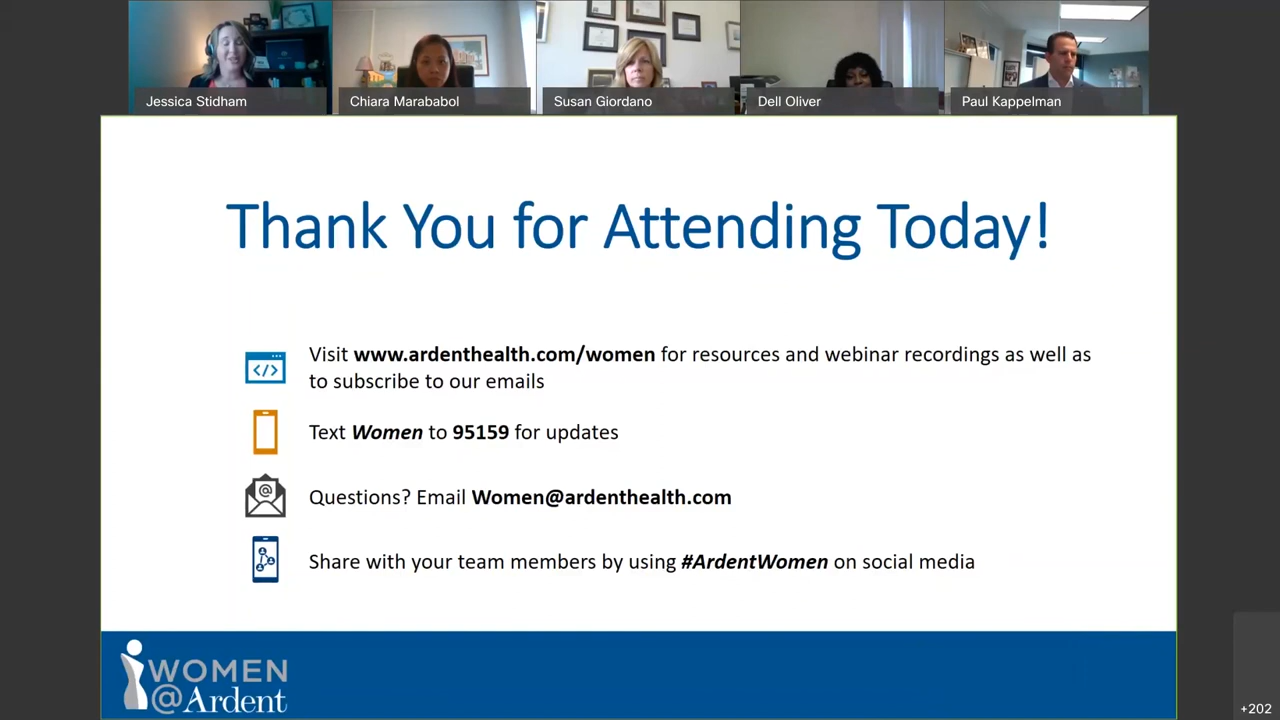 Jessica Stidham
Chiara Marababol
Susan Giordano
Dell Oliver
Paul Kappelman
Thank You for Attending Today!
Visit www.ardenthealth.com/women for resources and webinar recordings as well as
to subscribe to our emails
Text Women to 95159 for updates
Questions? Email Women@ardenthealth.com
Share with your team members by using #ArdentWomen on social media
WOMEN
@Ardent
+202